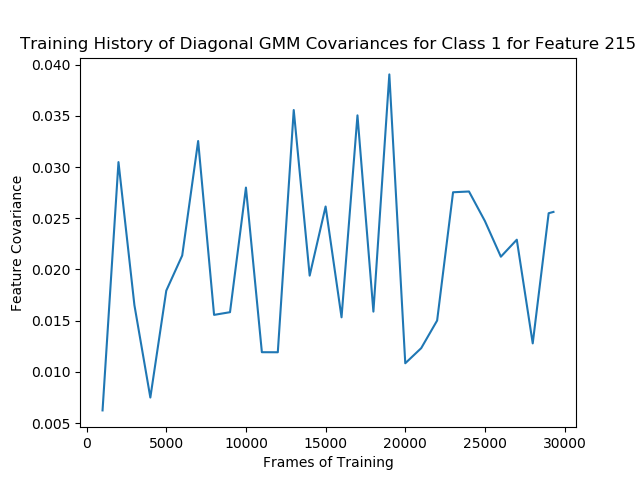 Training History of Diagonal GMM Covariances for Class 1 for Feature 215
0.040
0.035
0.030
0.025
0.020
0.015
0.010
0.005
Feature Covariance
0 5000 10000 15000 20000 25000 30000
Frames of Training